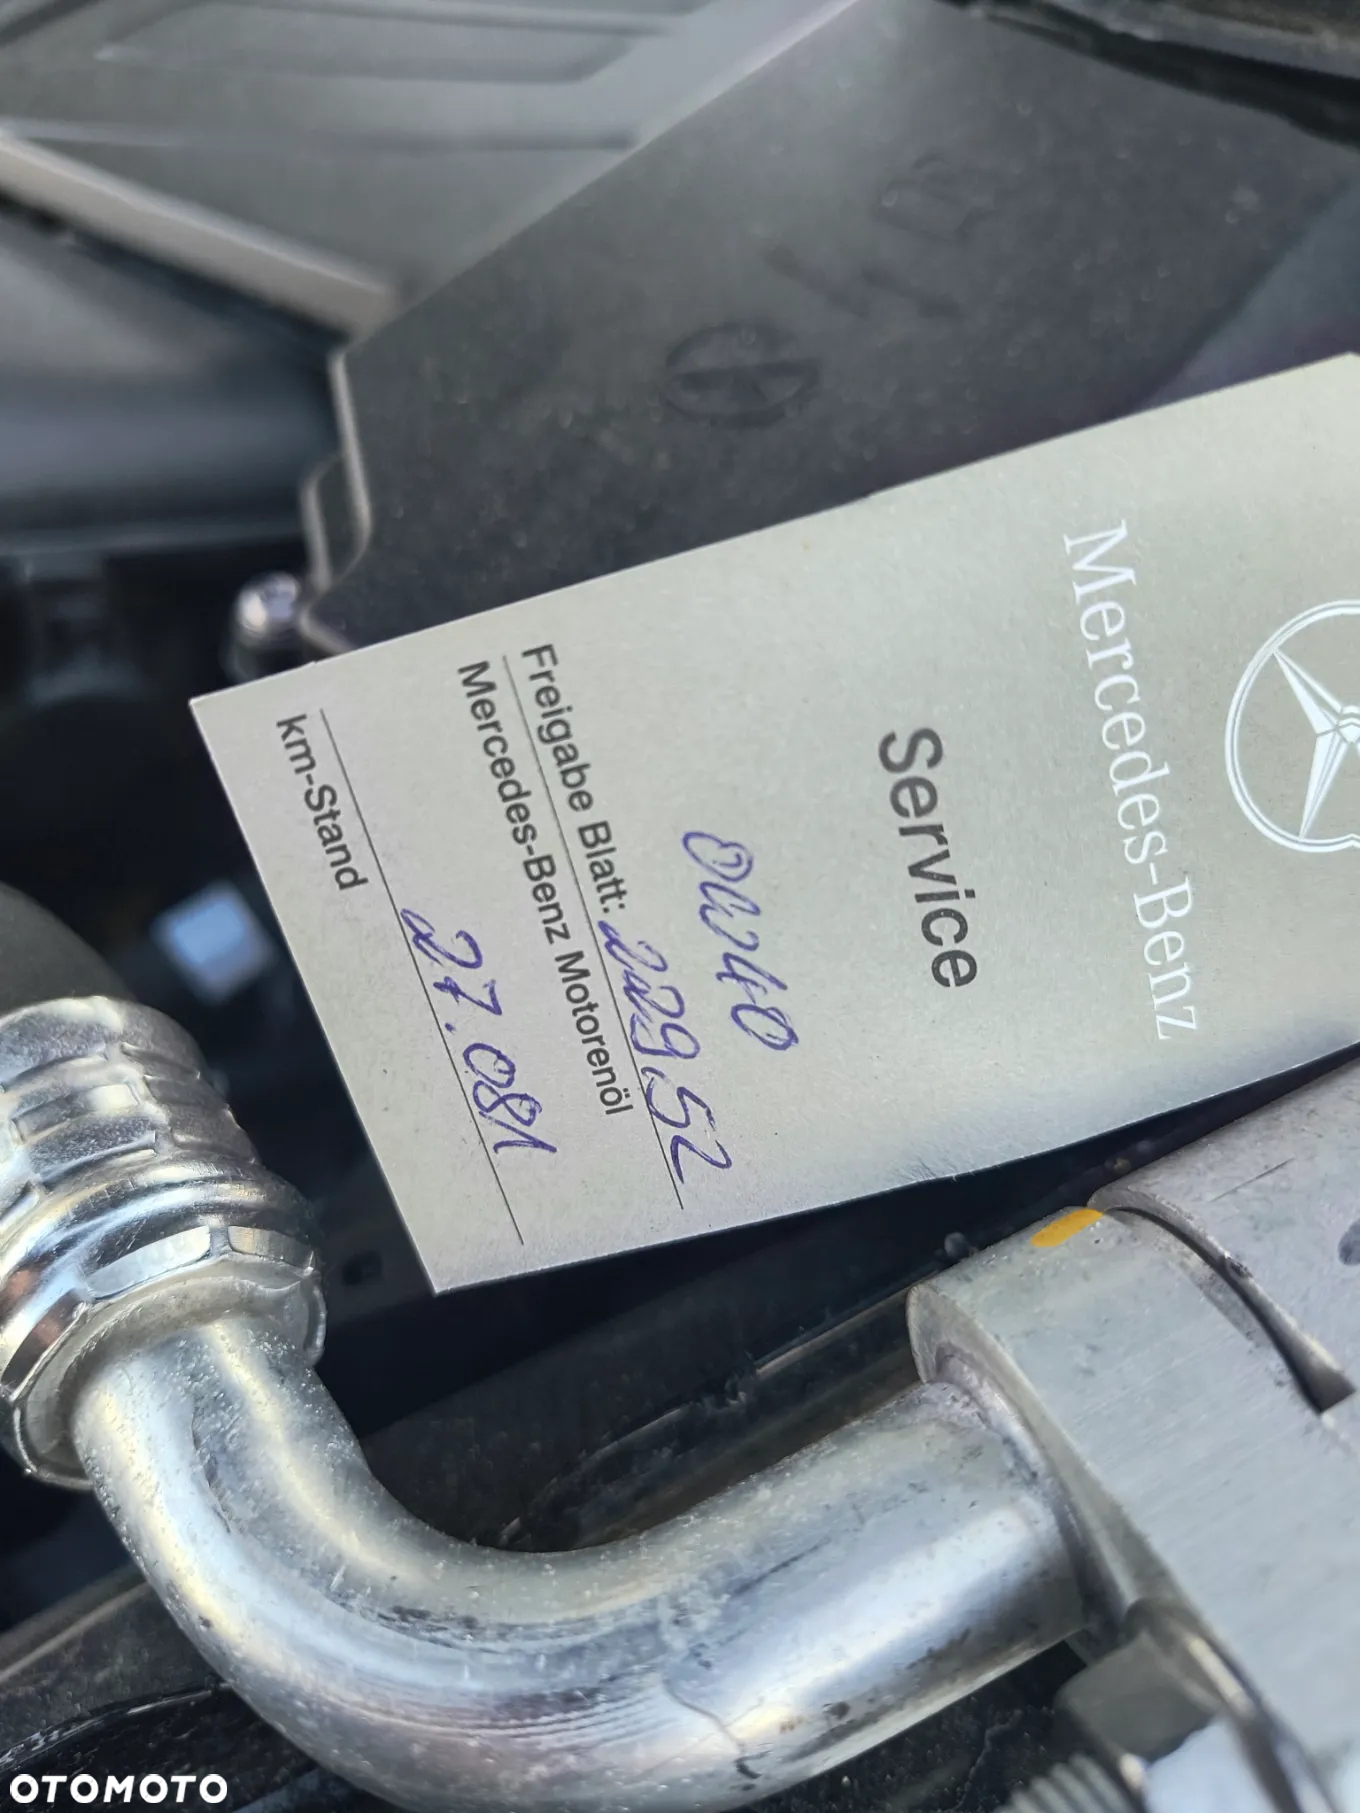 Mercedes-Benz
Service
0W40
Freigabe Blatt: 229.52
Mercedes-Benz Motorenöl
27.081
km-Stand
OTOMOTO